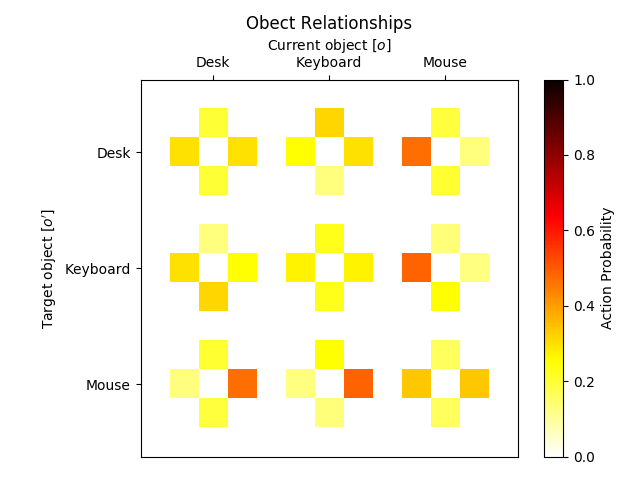 Obect Relationships
Current object [o]
Desk Keyboard Mouse
Desk
Keyboard
Mouse
Target object [o′]
1.0
0.8
0.6
0.4
0.2
0.0
Action Probability